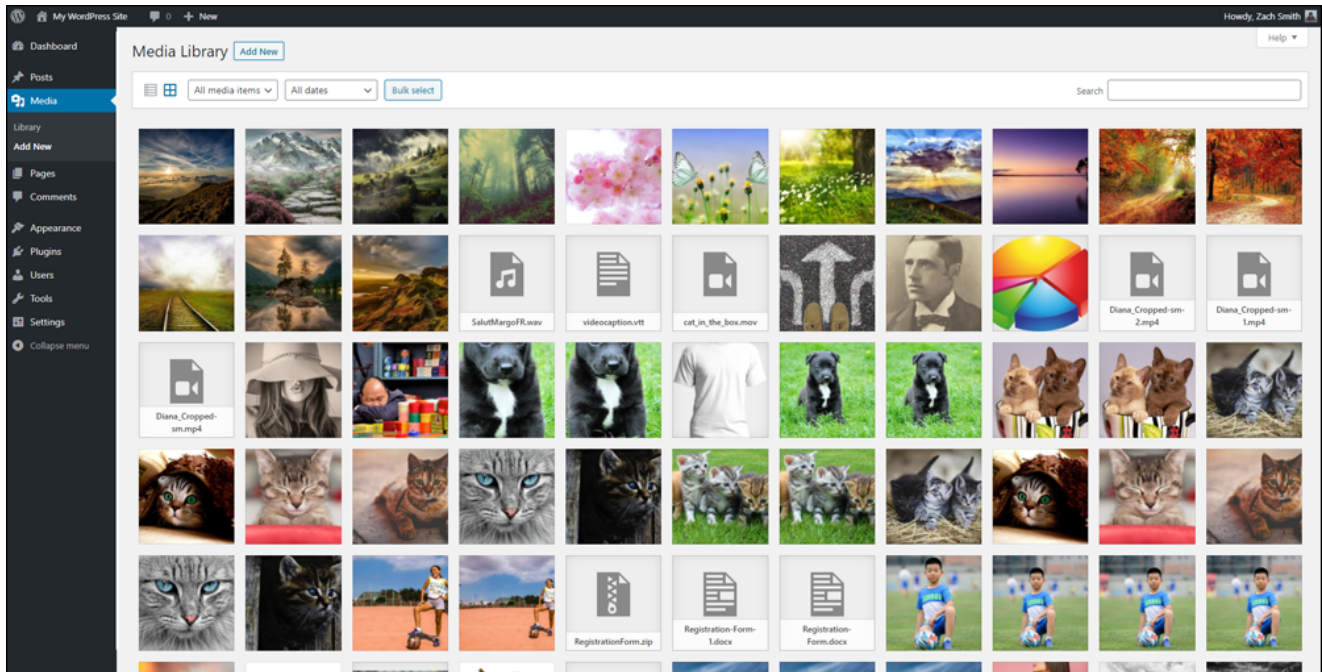 My WordPress Site 0 + New Howdy, Zach Smith
Help ▼
Dashboard
Posts
Media
Library
Add New
Pages
Comments
Appearance
Plugins
Users
Tools
Settings
Collapse menu
Media Library Add New
All media items All dates Bulk select Search
SalutMargoFR.wav
videocaption.vtt
cat_in_the_box.mov
Diana_Cropped-sm-
2.mp4
Diana_Cropped-sm-
1.mp4
Diana_Cropped-
sm.mp4
RegistrationForm.zip
Registration-Form-
1.docx
Registration-
Form.docx